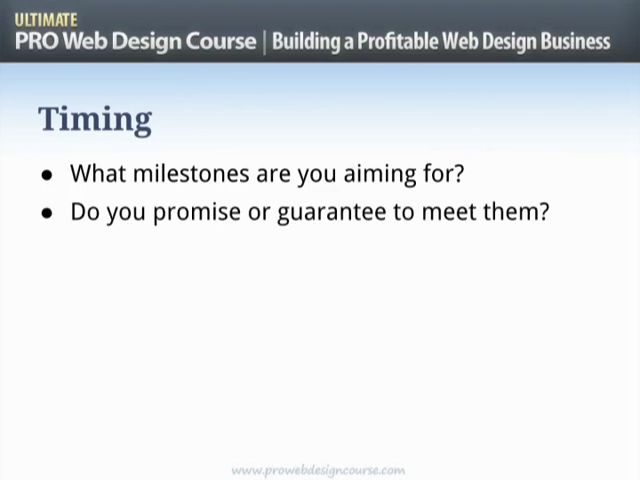 ULTIMATE
PRO Web Design Course | Building a Profitable Web Design Business
Timing
● What milestones are you aiming for?
● Do you promise or guarantee to meet them?
www.prowebdesigncourse.com